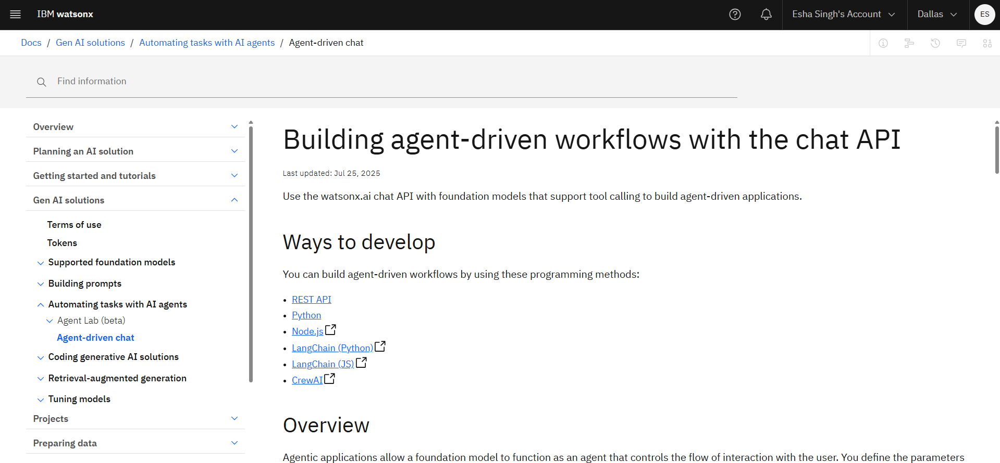 IBM watsonx
Esha Singh's Account
Dallas
ES
Docs / Gen AI solutions / Automating tasks with AI agents / Agent-driven chat
Find information
Overview
Planning an AI solution
Getting started and tutorials
Gen AI solutions
Terms of use
Tokens
Supported foundation models
Building prompts
Automating tasks with AI agents
Agent Lab (beta)
Agent-driven chat
Coding generative AI solutions
Retrieval-augmented generation
Tuning models
Projects
Preparing data
Building agent-driven workflows with the chat API
Last updated: Jul 25, 2025
Use the watsonx.ai chat API with foundation models that support tool calling to build agent-driven applications.
Ways to develop
You can build agent-driven workflows by using these programming methods:
• REST API
• Python
• Node.js
• LangChain (Python)
• LangChain (JS)
• CrewAI
Overview
Agentic applications allow a foundation model to function as an agent that controls the flow of interaction with the user. You define the parameters